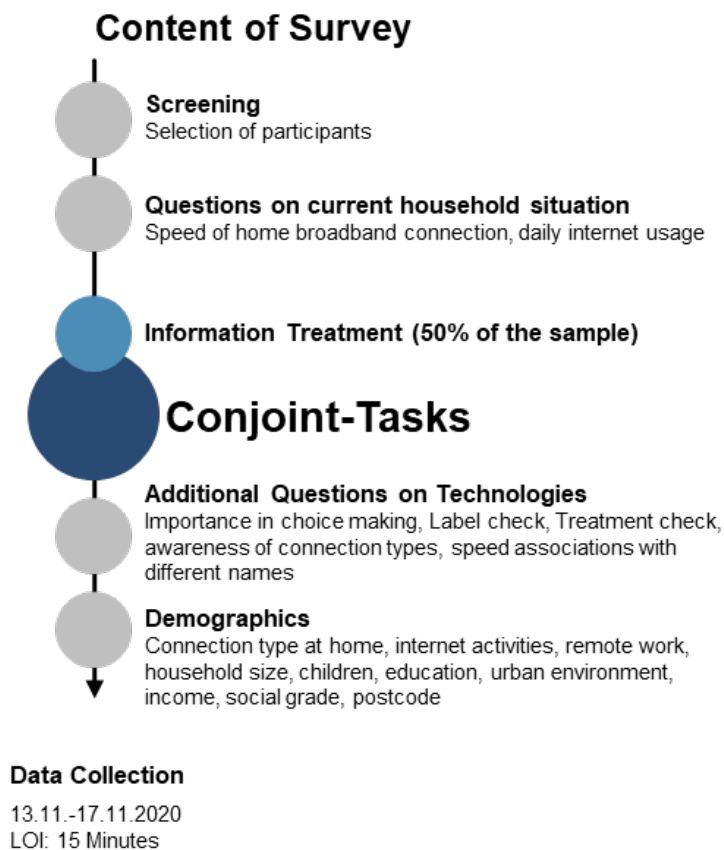 Content of Survey
Screening
Selection of participants
Questions on current household situation
Speed of home broadband connection, daily internet usage
Information Treatment (50% of the sample)
Conjoint-Tasks
Additional Questions on Technologies
Importance in choice making, Label check, Treatment check,
awareness of connection types, speed associations with
different names
Demographics
Connection type at home, internet activities, remote work,
household size, children, education, urban environment,
income, social grade, postcode
Data Collection
13.11.-17.11.2020
LOI: 15 Minutes